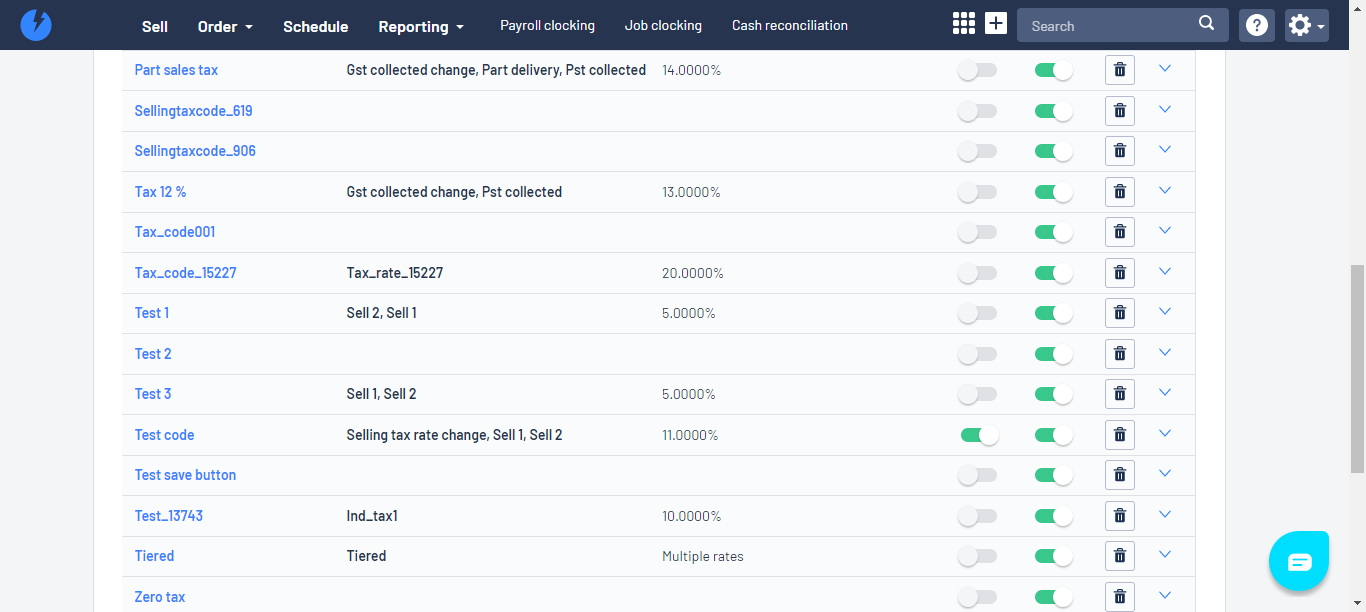 Sell Order Schedule Reporting Payroll clocking Job clocking Cash reconciliation Search
Part sales tax Gst collected change, Part delivery, Pst collected 14.0000%
Sellingtaxcode_619
Sellingtaxcode_906
Tax 12 % Gst collected change, Pst collected 13.0000%
Tax_code001
Tax_code_15227 Tax_rate_15227 20.0000%
Test 1 Sell 2, Sell 1 5.0000%
Test 2
Test 3 Sell 1, Sell 2 5.0000%
Test code Selling tax rate change, Sell 1, Sell 2 11.0000%
Test save button
Test_13743 Ind_tax1 10.0000%
Tiered Tiered Multiple rates
Zero tax